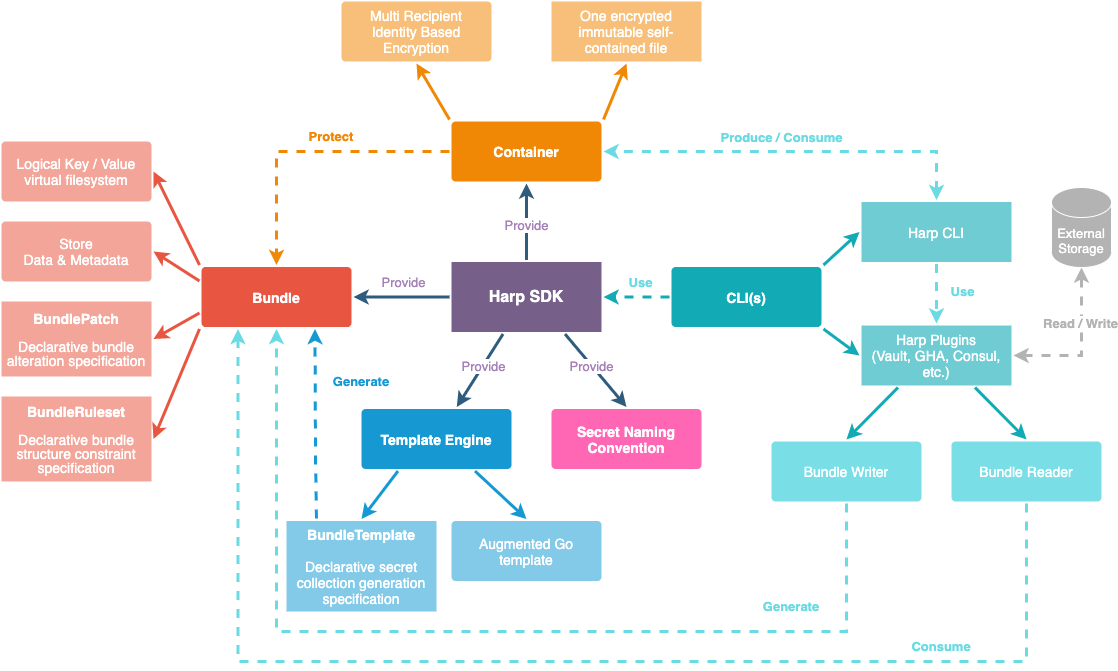 Multi Recipient
Identity Based
Encryption
One encrypted
immutable self-
contained file
Protect
Container
Produce / Consume
Logical Key / Value
virtual filesystem
Provide
Harp CLI
External
Storage
Store
Data & Metadata
Bundle
Provide
Harp SDK
Use
CLI(s)
Use
BundlePatch
Declarative bundle
alteration specification
Read / Write
Harp Plugins
(Vault, GHA, Consul,
etc.)
Provide
Provide
Generate
BundleRuleset
Declarative bundle
structure constraint
specification
Template Engine
Secret Naming
Convention
Bundle Writer
Bundle Reader
BundleTemplate
Declarative secret
collection generation
specification
Augmented Go
template
Generate
Consume